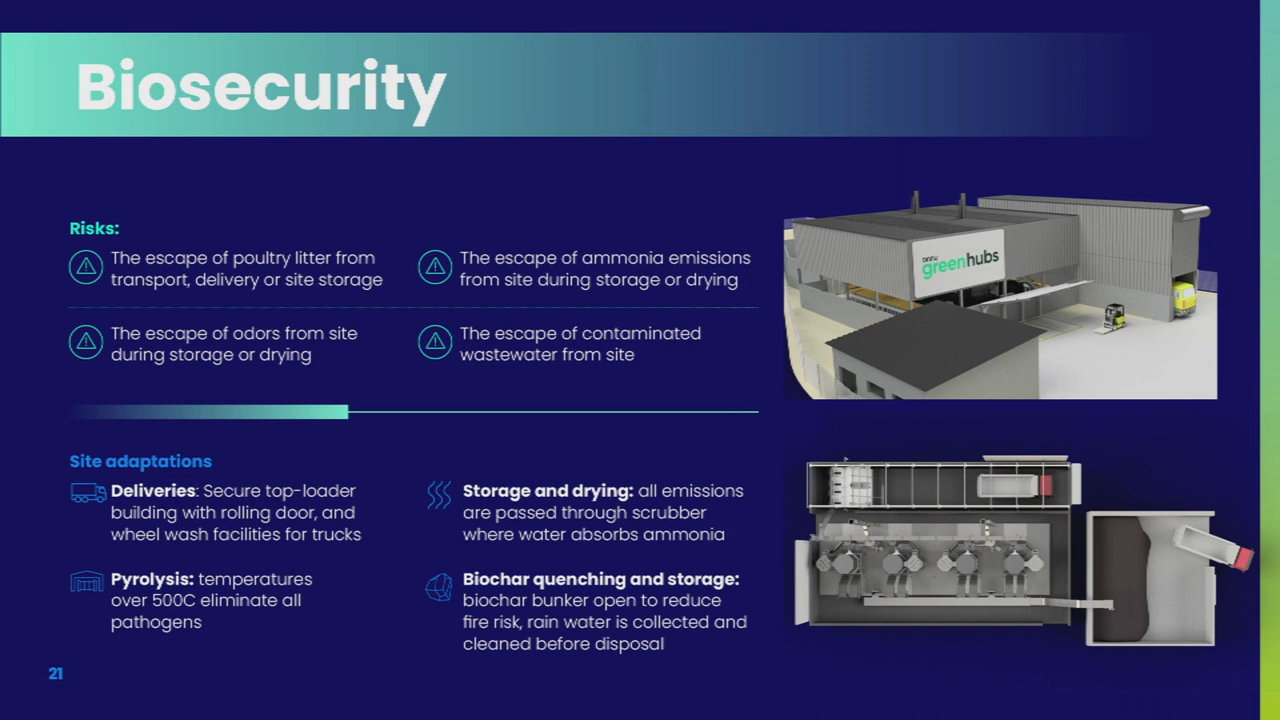 Biosecurity
Risks:
The escape of poultry litter from
transport, delivery or site storage
The escape of ammonia emissions
from site during storage or drying
The escape of odors from site
during storage or drying
The escape of contaminated
wastewater from site
greenhubs
Site adaptations
Deliveries: Secure top-loader
building with rolling door, and
wheel wash facilities for trucks
Storage and drying: all emissions
are passed through scrubber
where water absorbs ammonia
Pyrolysis: temperatures
over 500C eliminate all
pathogens
Biochar quenching and storage:
biochar bunker open to reduce
fire risk, rain water is collected and
cleaned before disposal
21